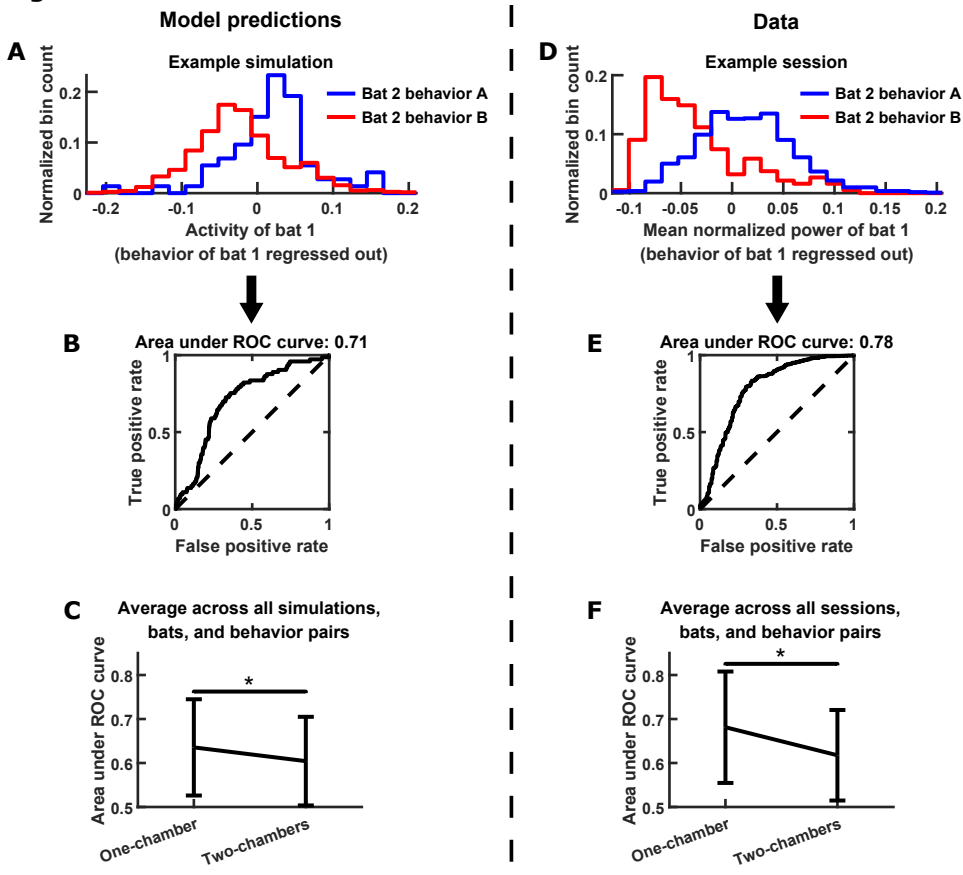 Model predictions
A
Example simulation
Normalized bin count
0.2
0.1
0
Bat 2 behavior A
Bat 2 behavior B
-0.2
-0.1
0
0.1
0.2
Activity of bat 1
(behavior of bat 1 regressed out)
B
Area under ROC curve: 0.71
True positive rate
1
0.5
0
0
0.5
1
False positive rate
C
Average across all simulations,
bats, and behavior pairs
Area under ROC curve
0.8
0.7
0.6
0.5
*
One-chamber
Two-chambers
Data
D
Example session
Normalized bin count
0.2
0.1
0
Bat 2 behavior A
Bat 2 behavior B
-0.1
-0.05
0
0.05
0.1
0.15
0.2
Mean normalized power of bat 1
(behavior of bat 1 regressed out)
E
Area under ROC curve: 0.78
True positive rate
1
0.5
0
0
0.5
1
False positive rate
F
Average across all sessions,
bats, and behavior pairs
Area under ROC curve
0.8
0.7
0.6
0.5
*
One-chamber
Two-chambers